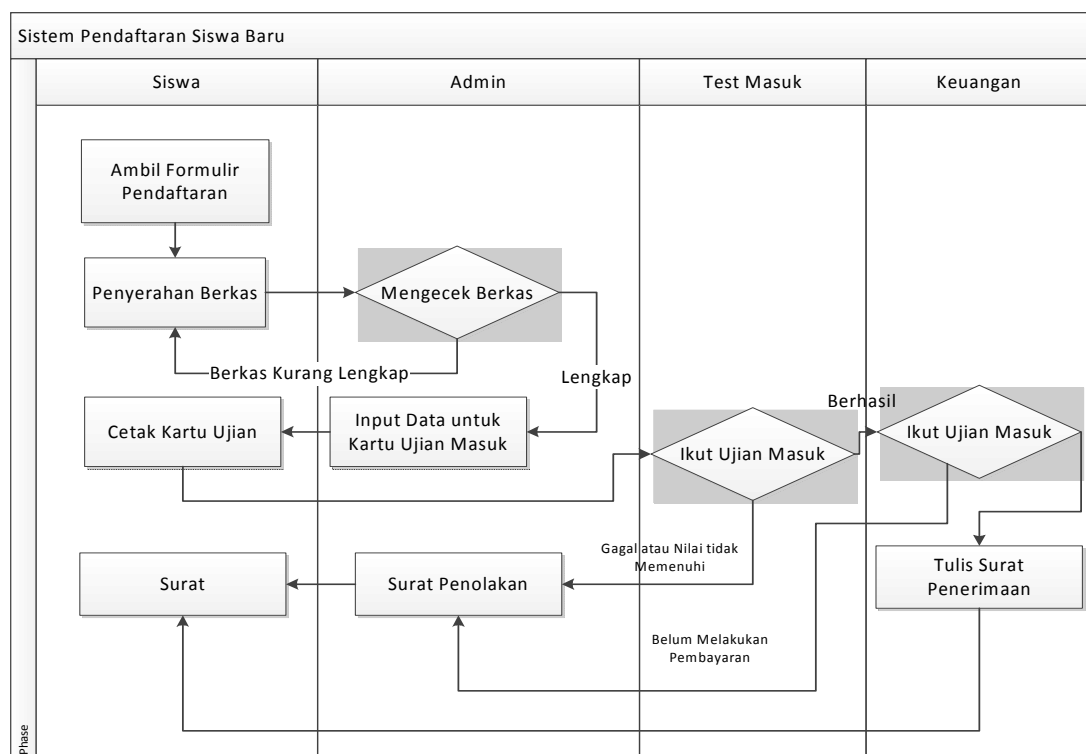 Sistem Pendaftaran Siswa Baru
Siswa
Admin
Test Masuk
Keuangan
Ambil Formulir
Pendaftaran
Penyerahan Berkas
Mengecek Berkas
Berkas Kurang Lengkap
Lengkap
Berhasil
Cetak Kartu Ujian
Input Data untuk
Kartu Ujian Masuk
Ikut Ujian Masuk
Ikut Ujian Masuk
Gagal atau Nilai tidak
Memenuhi
Surat
Surat Penolakan
Tulis Surat
Penerimaan
Belum Melakukan
Pembayaran
Phase